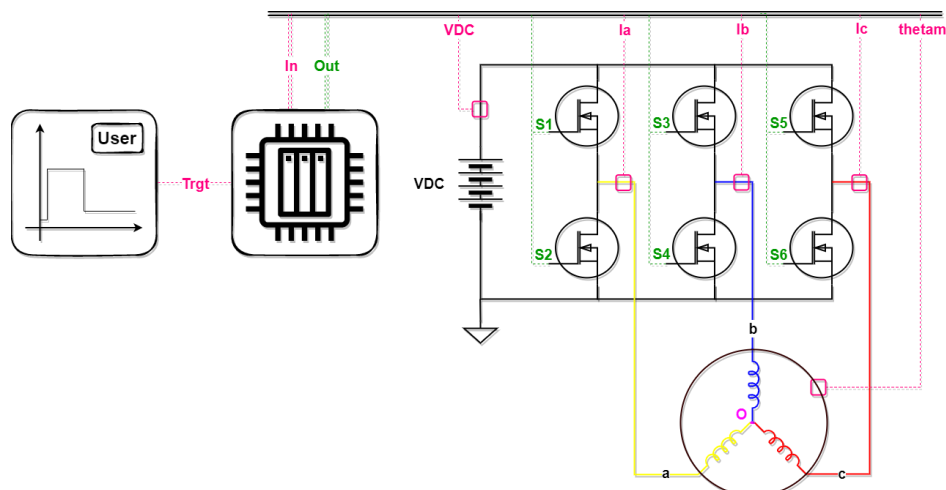 VDC
Ia
Ib
Ic
thetam
In
Out
User
Trgt
S1
S3
S5
VDC
S2
S4
S6
b
O
a
c